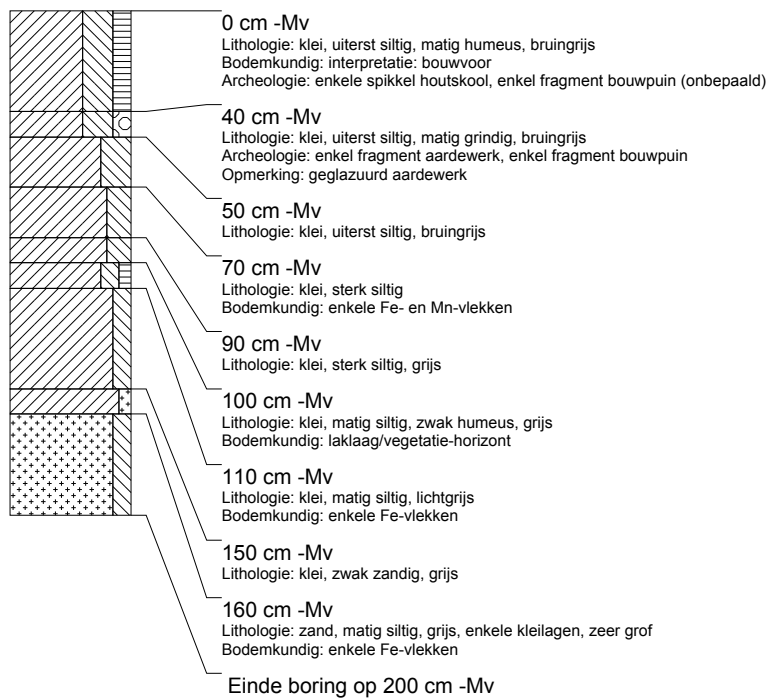 0 cm -Mv
Lithologie: klei, uiterst siltig, matig humeus, bruingrijs
Bodemkundig: interpretatie: bouwvoor
Archeologie: enkele spikkel houtskool, enkel fragment bouwpuin (onbepaald)
40 cm -Mv
Lithologie: klei, uiterst siltig, matig grindig, bruingrijs
Archeologie: enkel fragment aardewerk, enkel fragment bouwpuin
Opmerking: geglazuurd aardewerk
50 cm -Mv
Lithologie: klei, uiterst siltig, bruingrijs
70 cm -Mv
Lithologie: klei, sterk siltig
Bodemkundig: enkele Fe- en Mn-vlekken
90 cm -Mv
Lithologie: klei, sterk siltig, grijs
100 cm -Mv
Lithologie: klei, matig siltig, zwak humeus, grijs
Bodemkundig: laklaag/vegetatie-horizont
110 cm -Mv
Lithologie: klei, matig siltig, lichtgrijs
Bodemkundig: enkele Fe-vlekken
150 cm -Mv
Lithologie: klei, zwak zandig, grijs
160 cm -Mv
Lithologie: zand, matig siltig, grijs, enkele kleilagen, zeer grof
Bodemkundig: enkele Fe-vlekken
Einde boring op 200 cm -Mv